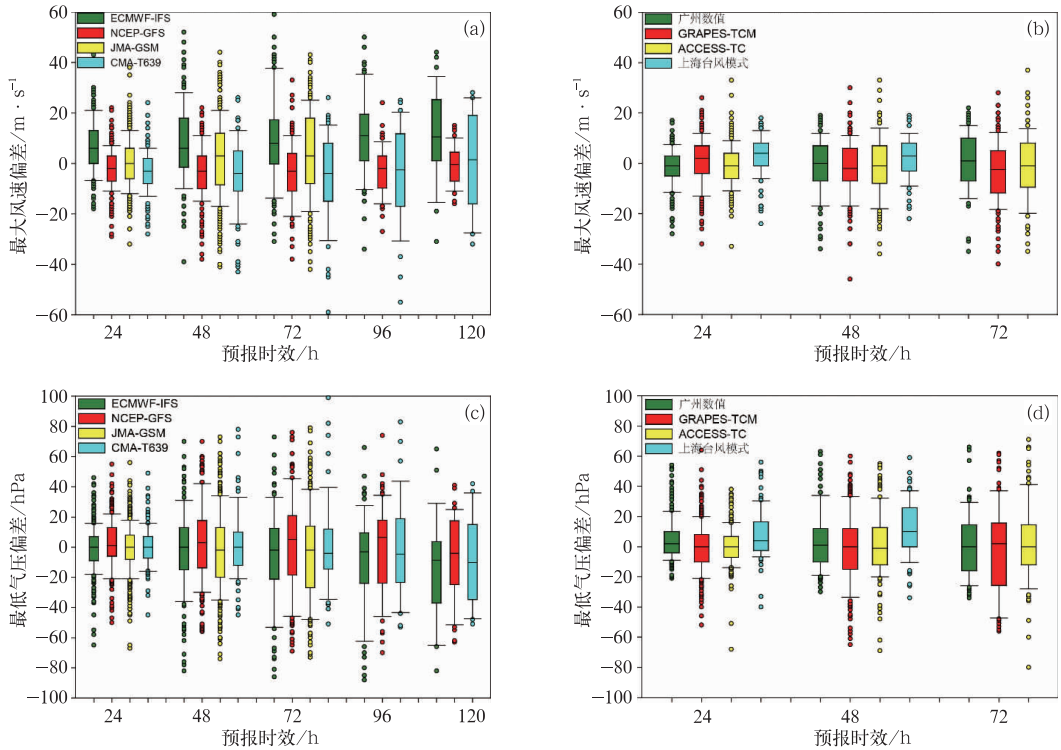 (a)
ECMWF-IFS
NCEP-GFS
JMA-GSM
CMA-T639
最大风速偏差/m·s⁻¹
60
40
20
0
−20
−40
−60
24 48 72 96 120
预报时效/h
(b)
广州数值
GRAPES-TCM
ACCESS-TC
上海台风模式
最大风速偏差/m·s⁻¹
60
40
20
0
−20
−40
−60
24 48 72
预报时效/h
(c)
ECMWF-IFS
NCEP-GFS
JMA-GSM
CMA-T639
最低气压偏差/hPa
100
80
60
40
20
0
−20
−40
−60
−80
−100
24 48 72 96 120
预报时效/h
(d)
广州数值
GRAPES-TCM
ACCESS-TC
上海台风模式
最低气压偏差/hPa
100
80
60
40
20
0
−20
−40
−60
−80
−100
24 48 72
预报时效/h